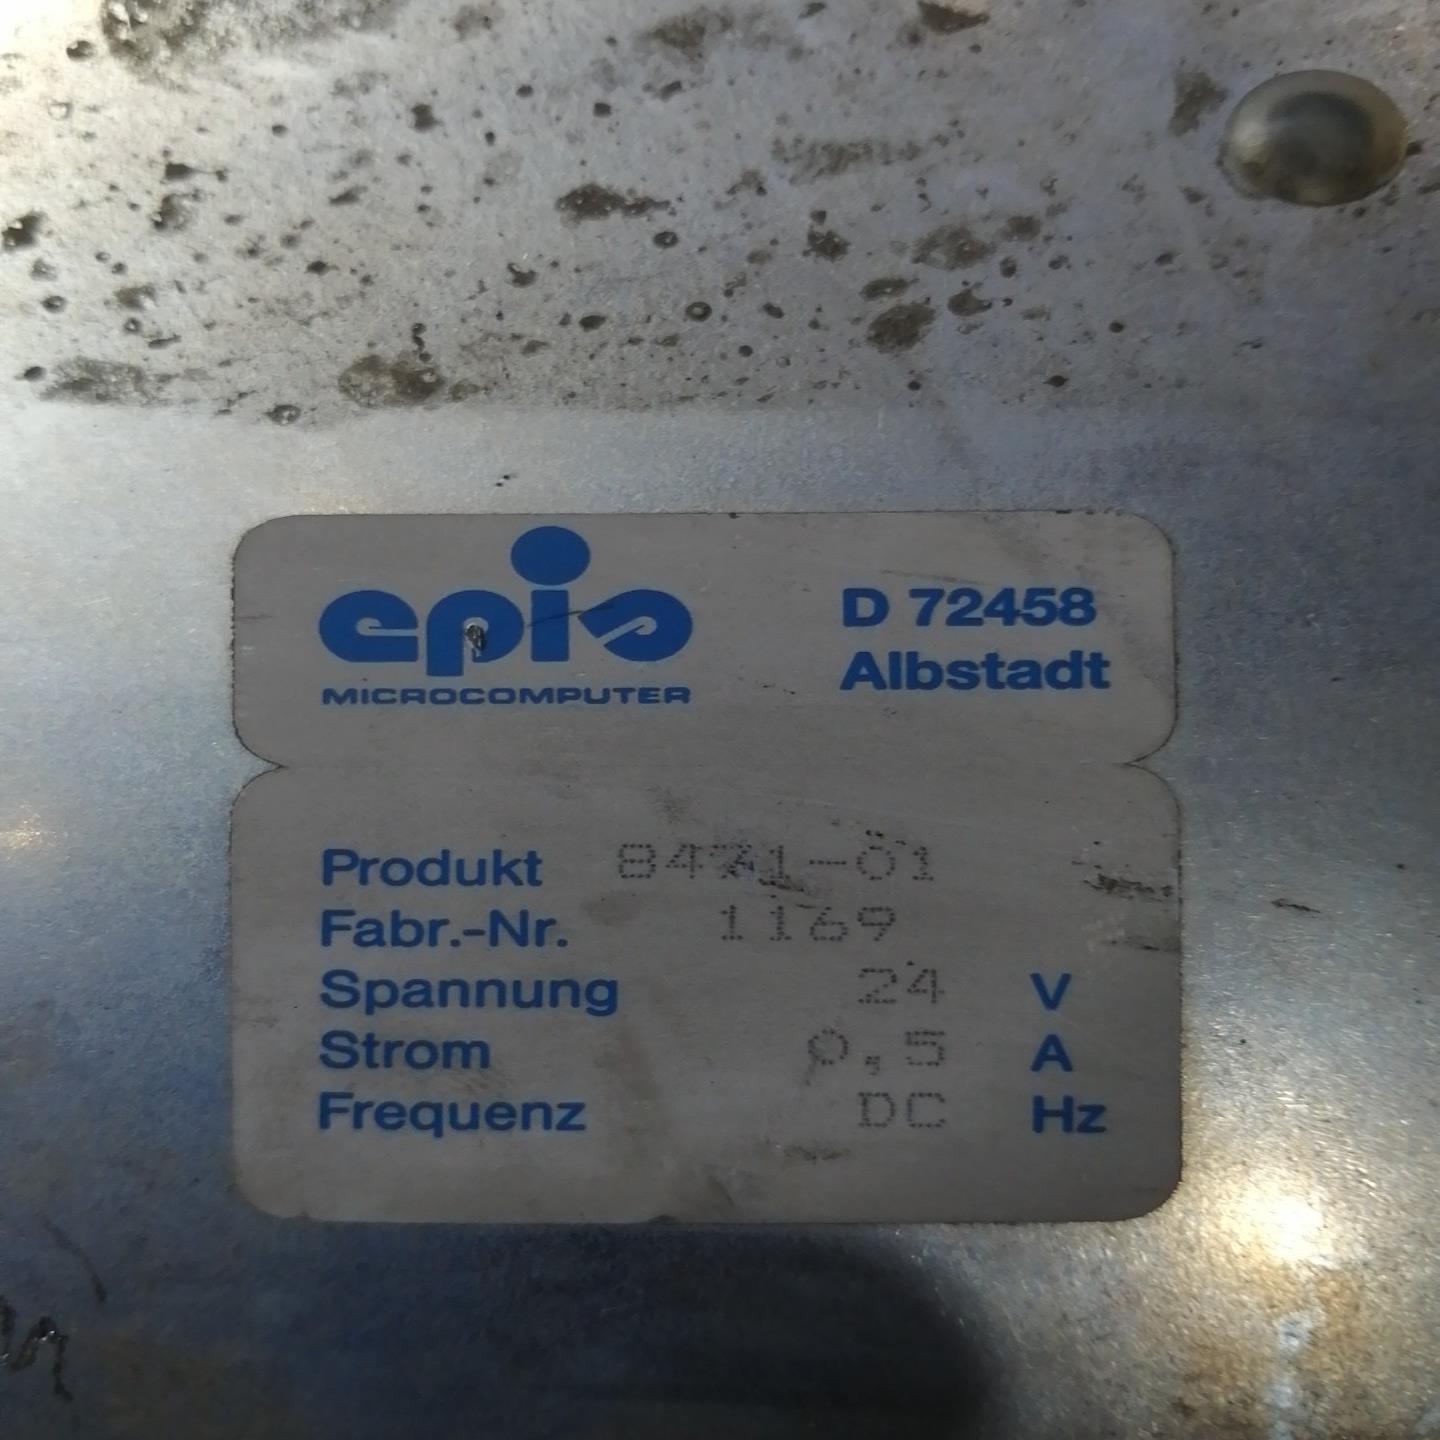 epis
MICROCOMPUTER
D 72458
Albstadt
Produkt
Fabr.-Nr. 1169
Spannung 24 V
Strom 0,5 A
Frequenz DC Hz